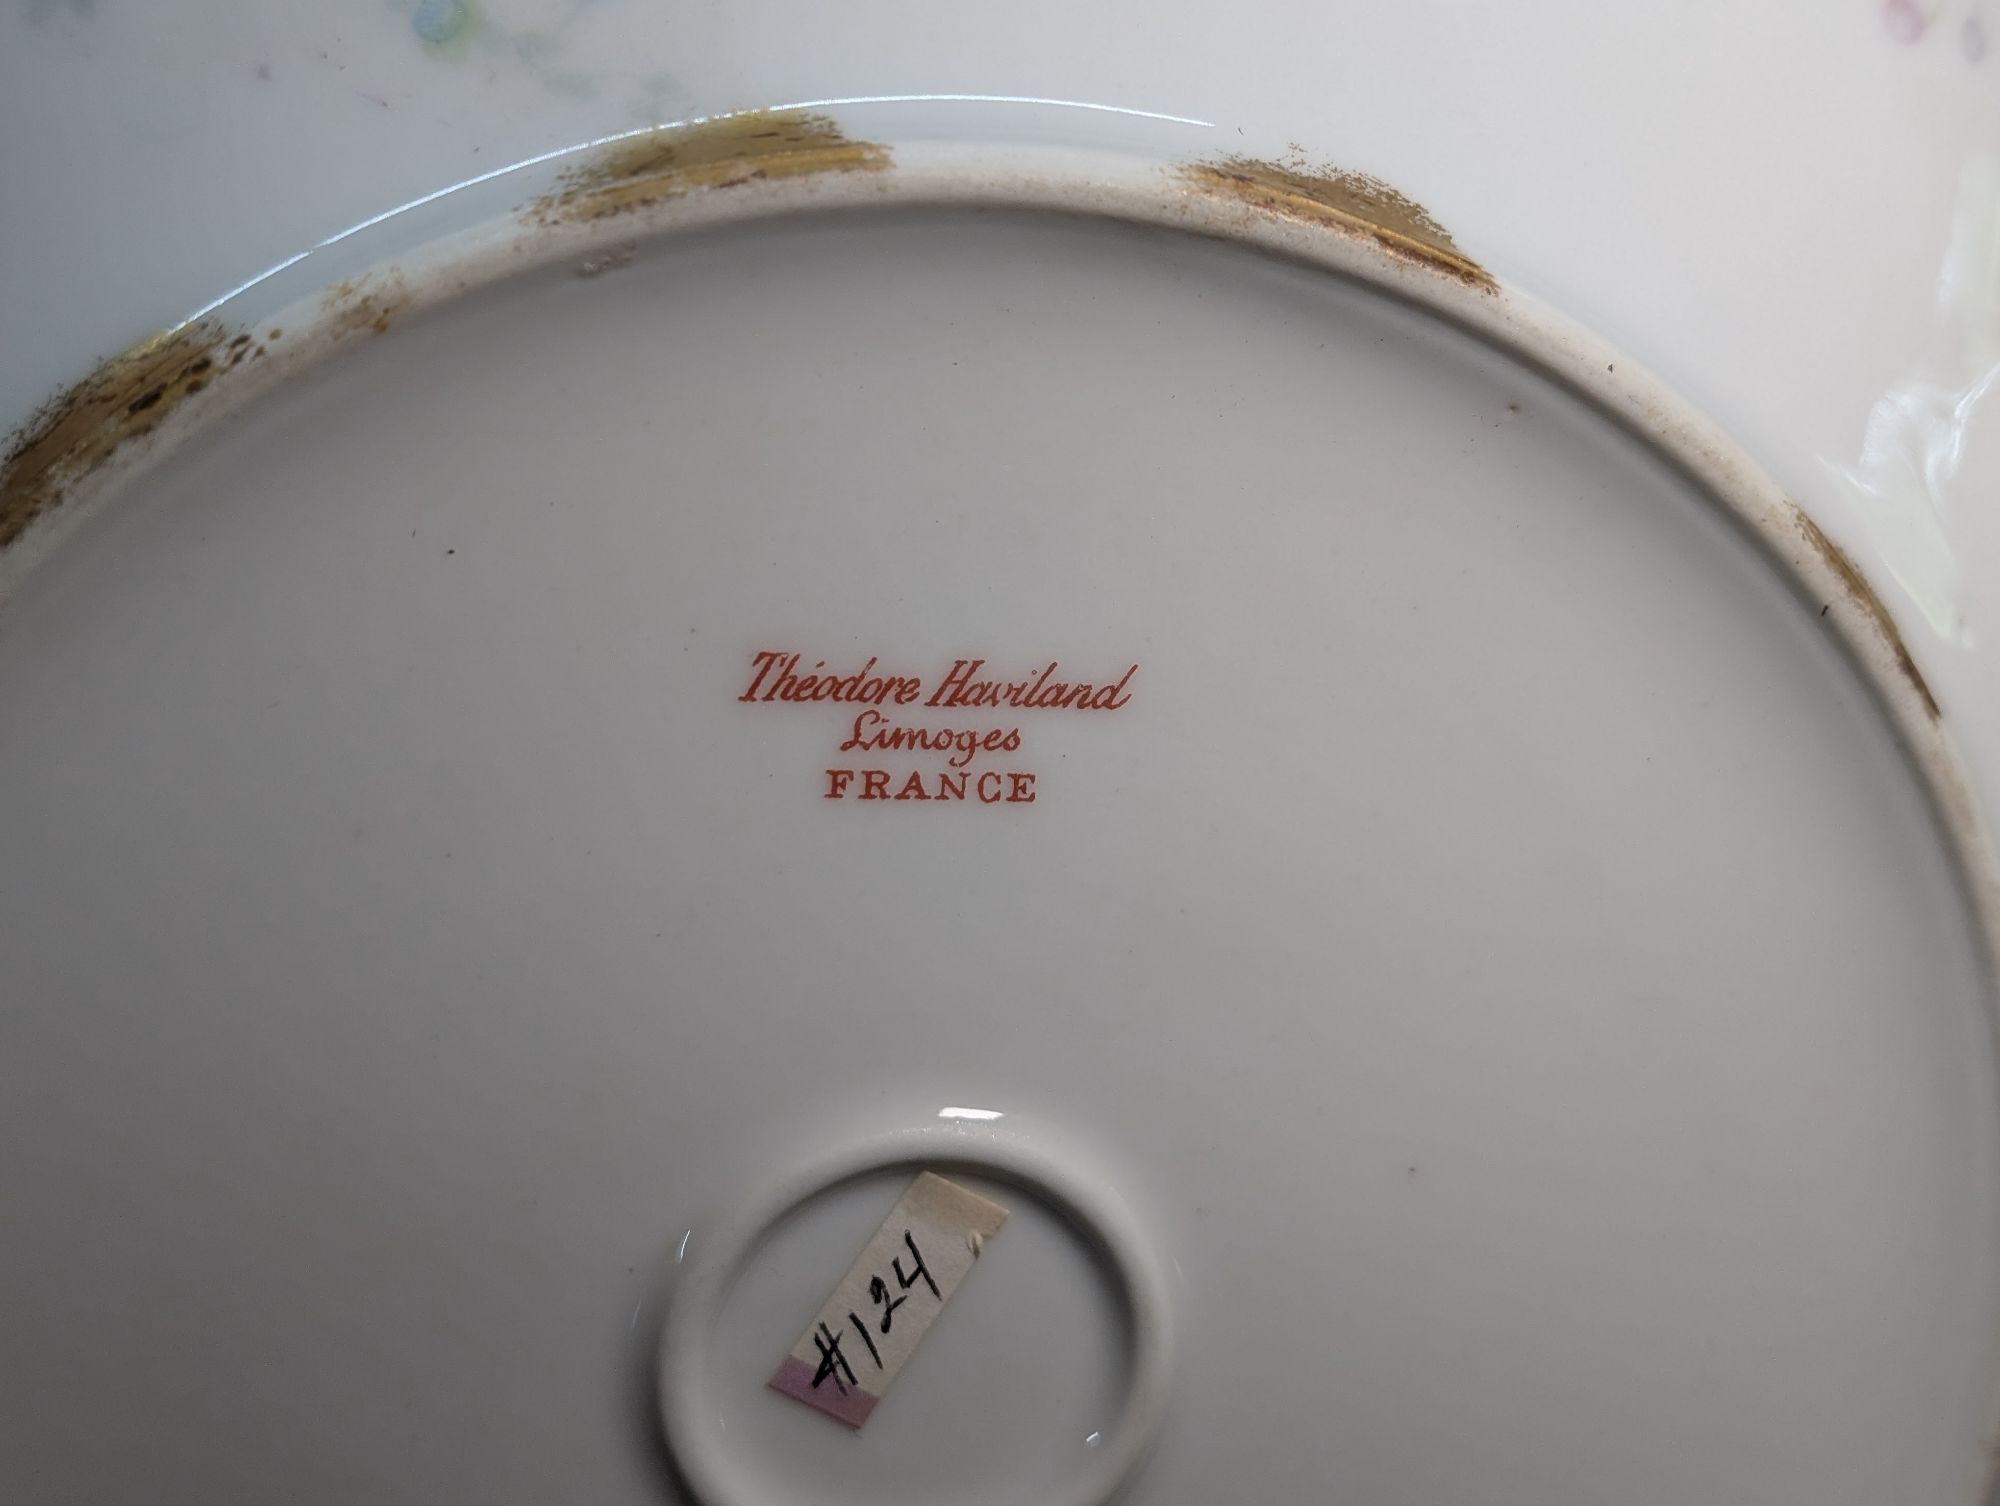 Théodore Haviland
Limoges
FRANCE
#124